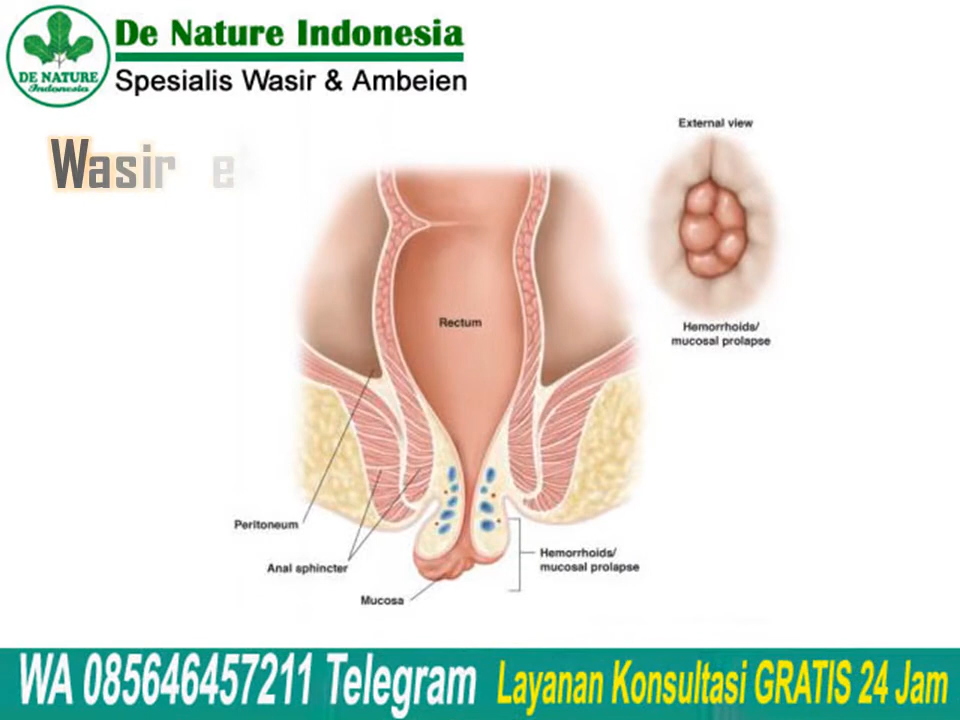 DE NATURE
Indonesia
De Nature Indonesia
Spesialis Wasir & Ambeien
Wasir
External view
Hemorrhoids/
mucosal prolapse
Rectum
Peritoneum
Anal sphincter
Mucosa
Hemorrhoids/
mucosal prolapse
WA 085646457211 Telegram Layanan Konsultasi GRATIS 24 Jam